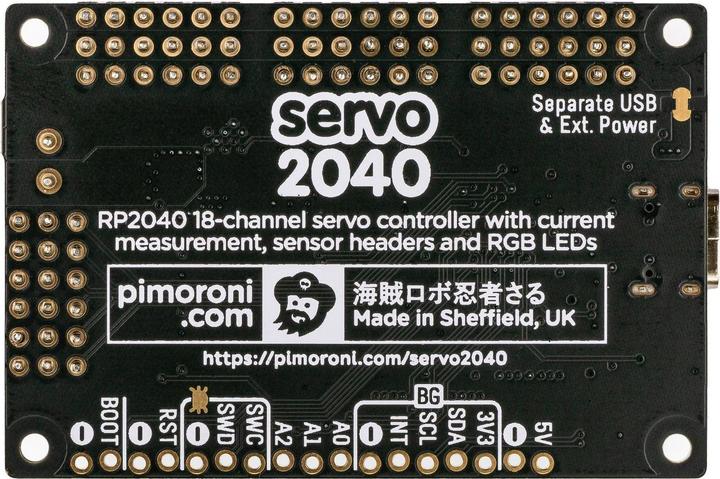 Separate USB
& Ext. Power
servo
2040
RP2040 18-channel servo controller with current
measurement, sensor headers and RGB LEDs
pimoroni
.com
海賊ロボ忍者さる
Made in Sheffield, UK
https://pimoroni.com/servo2040
BG
BOOT
RST
SWD
SWC
A2
A1
A0
INT
SCL
SDA
3V3
5V